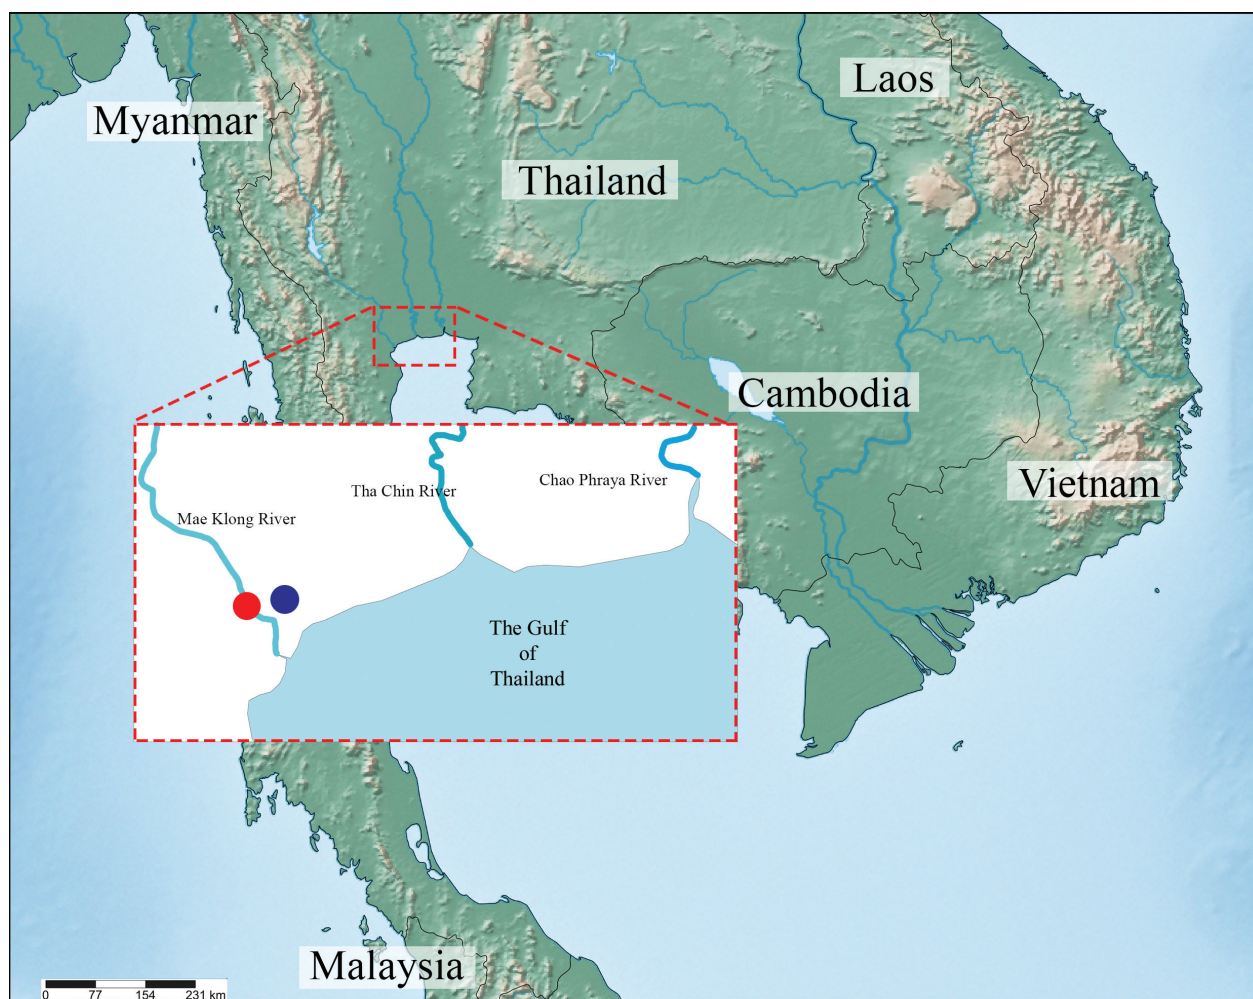 Laos
Myanmar
Thailand
Cambodia
Vietnam
Chao Phraya River
Tha Chin River
Mae Klong River
The Gulf
of
Thailand
Malaysia
0 77 154 231 km